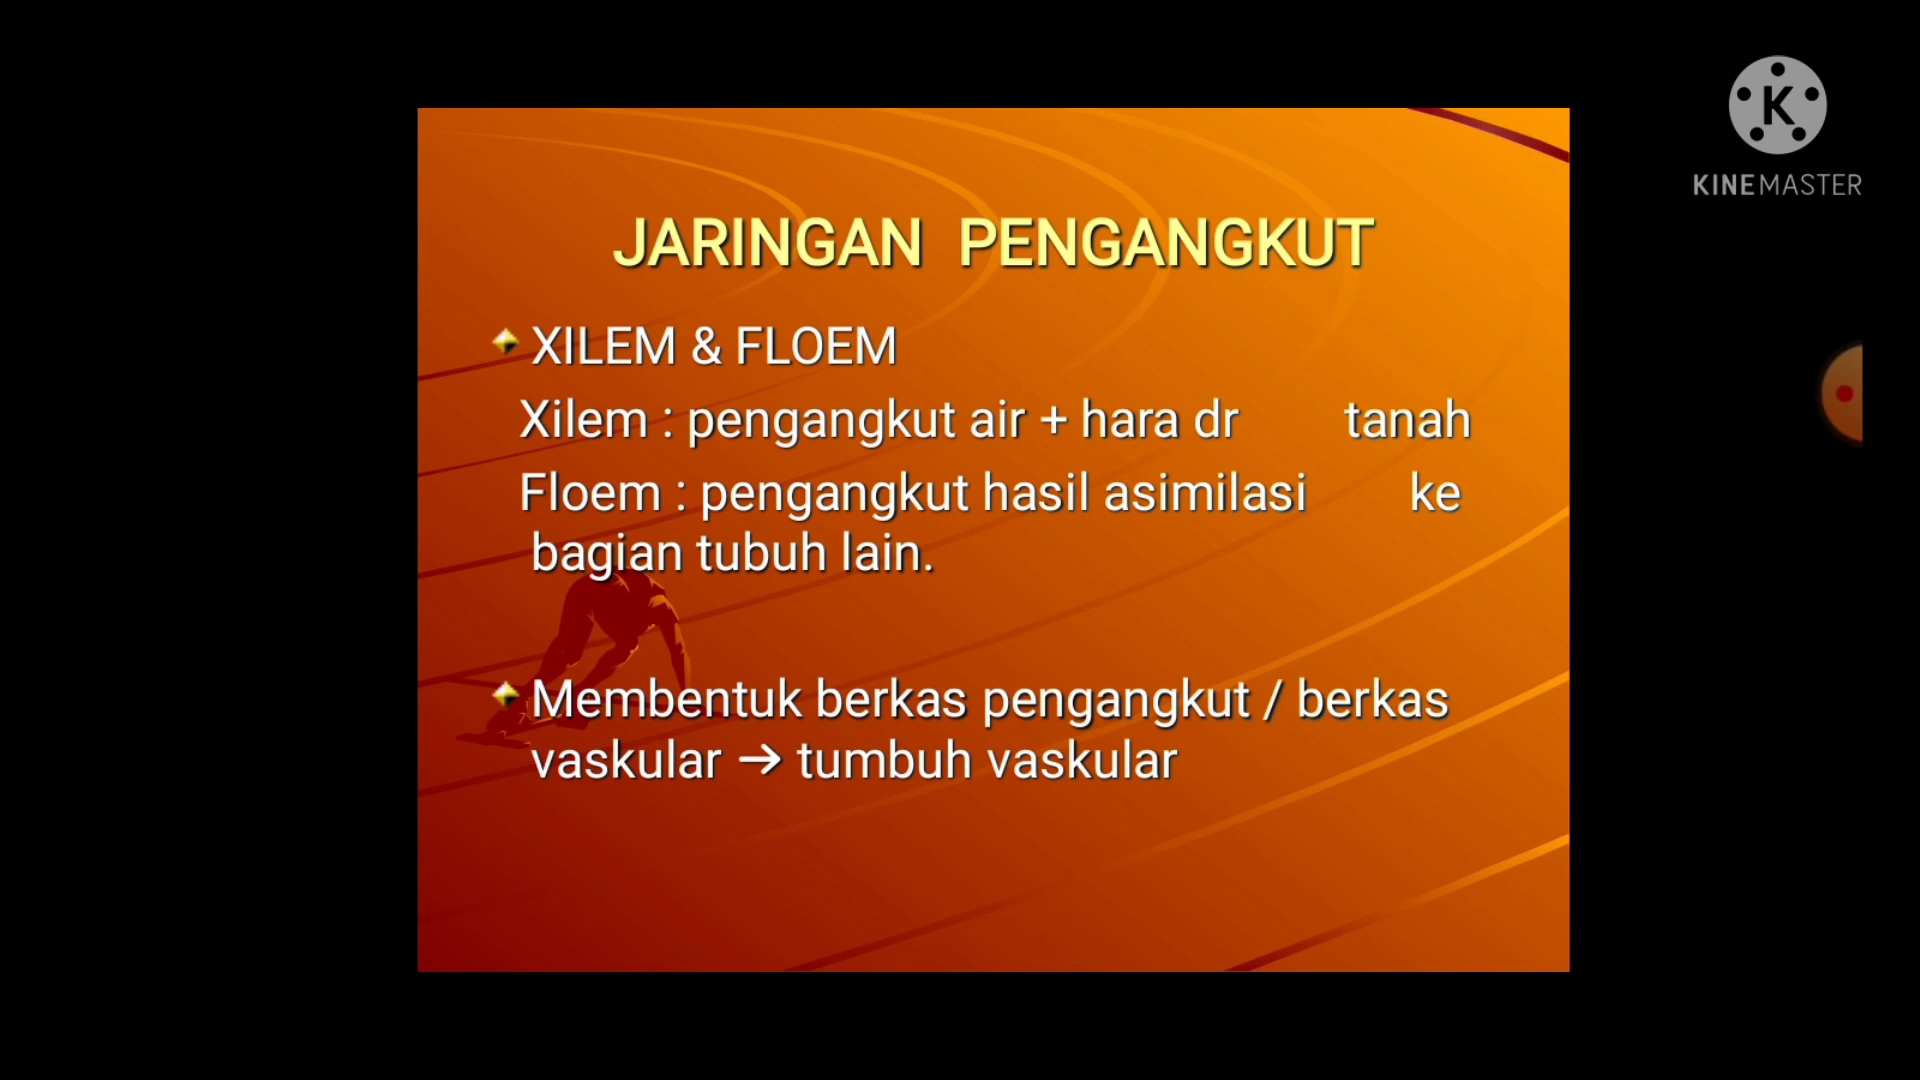 K
KINEMASTER
JARINGAN PENGANGKUT
XILEM & FLOEM
Xilem : pengangkut air + hara dr tanah
Floem : pengangkut hasil asimilasi ke
bagian tubuh lain.
Membentuk berkas pengangkut / berkas
vaskular → tumbuh vaskular